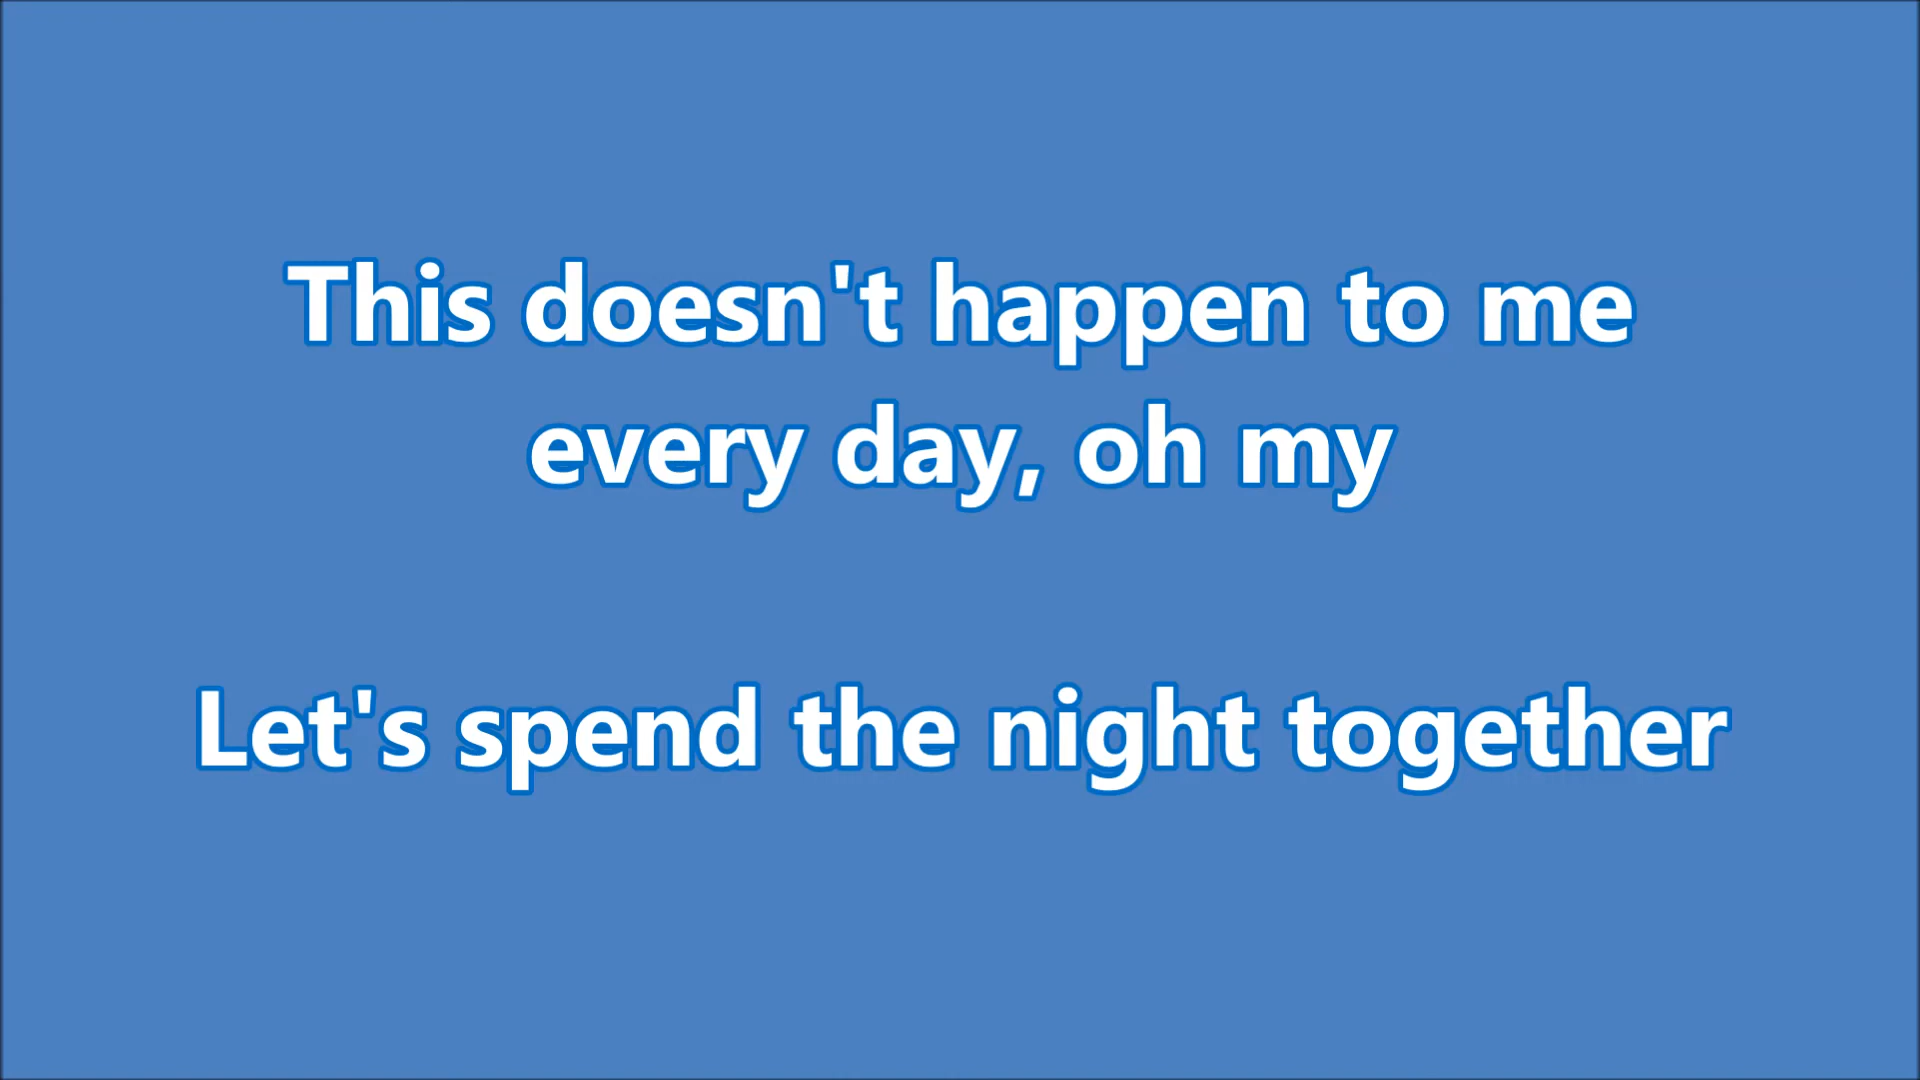 This doesn't happen to me
every day, oh my
Let's spend the night together